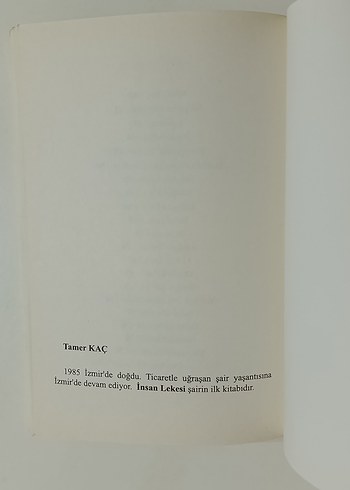 Tamer KAÇ
1985 İzmir'de doğdu. Ticaretle uğraşan şair yaşantısına
İzmir'de devam ediyor. İnsan Lekesi şairin ilk kitabıdır.